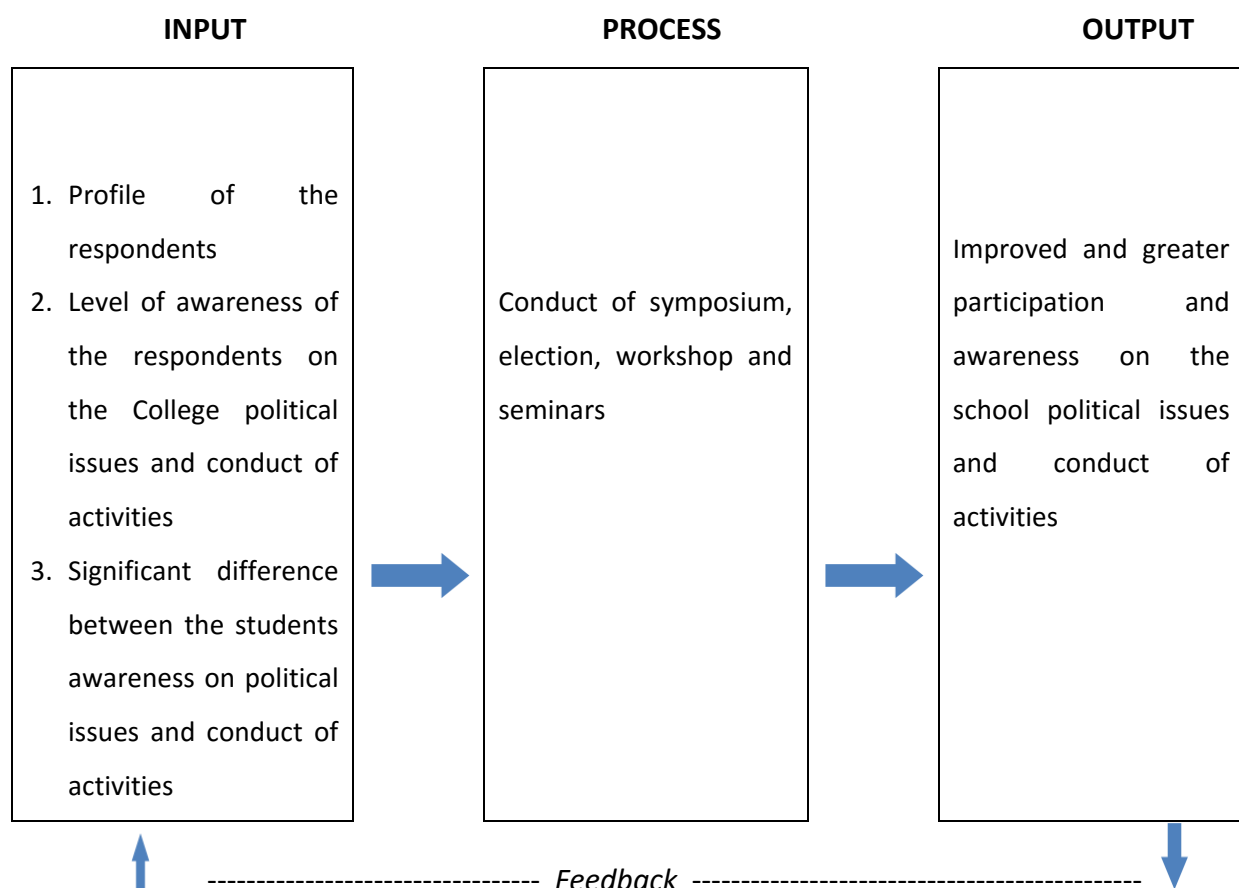 INPUT
PROCESS
OUTPUT
1. Profile of the
respondents
2. Level of awareness of
the respondents on
the College political
issues and conduct of
activities
3. Significant difference
between the students
awareness on political
issues and conduct of
activities
Conduct of symposium,
election, workshop and
seminars
Improved and greater
participation and
awareness on the
school political issues
and conduct of
activities
---------------------------------- Feedback ----------------------------------------------